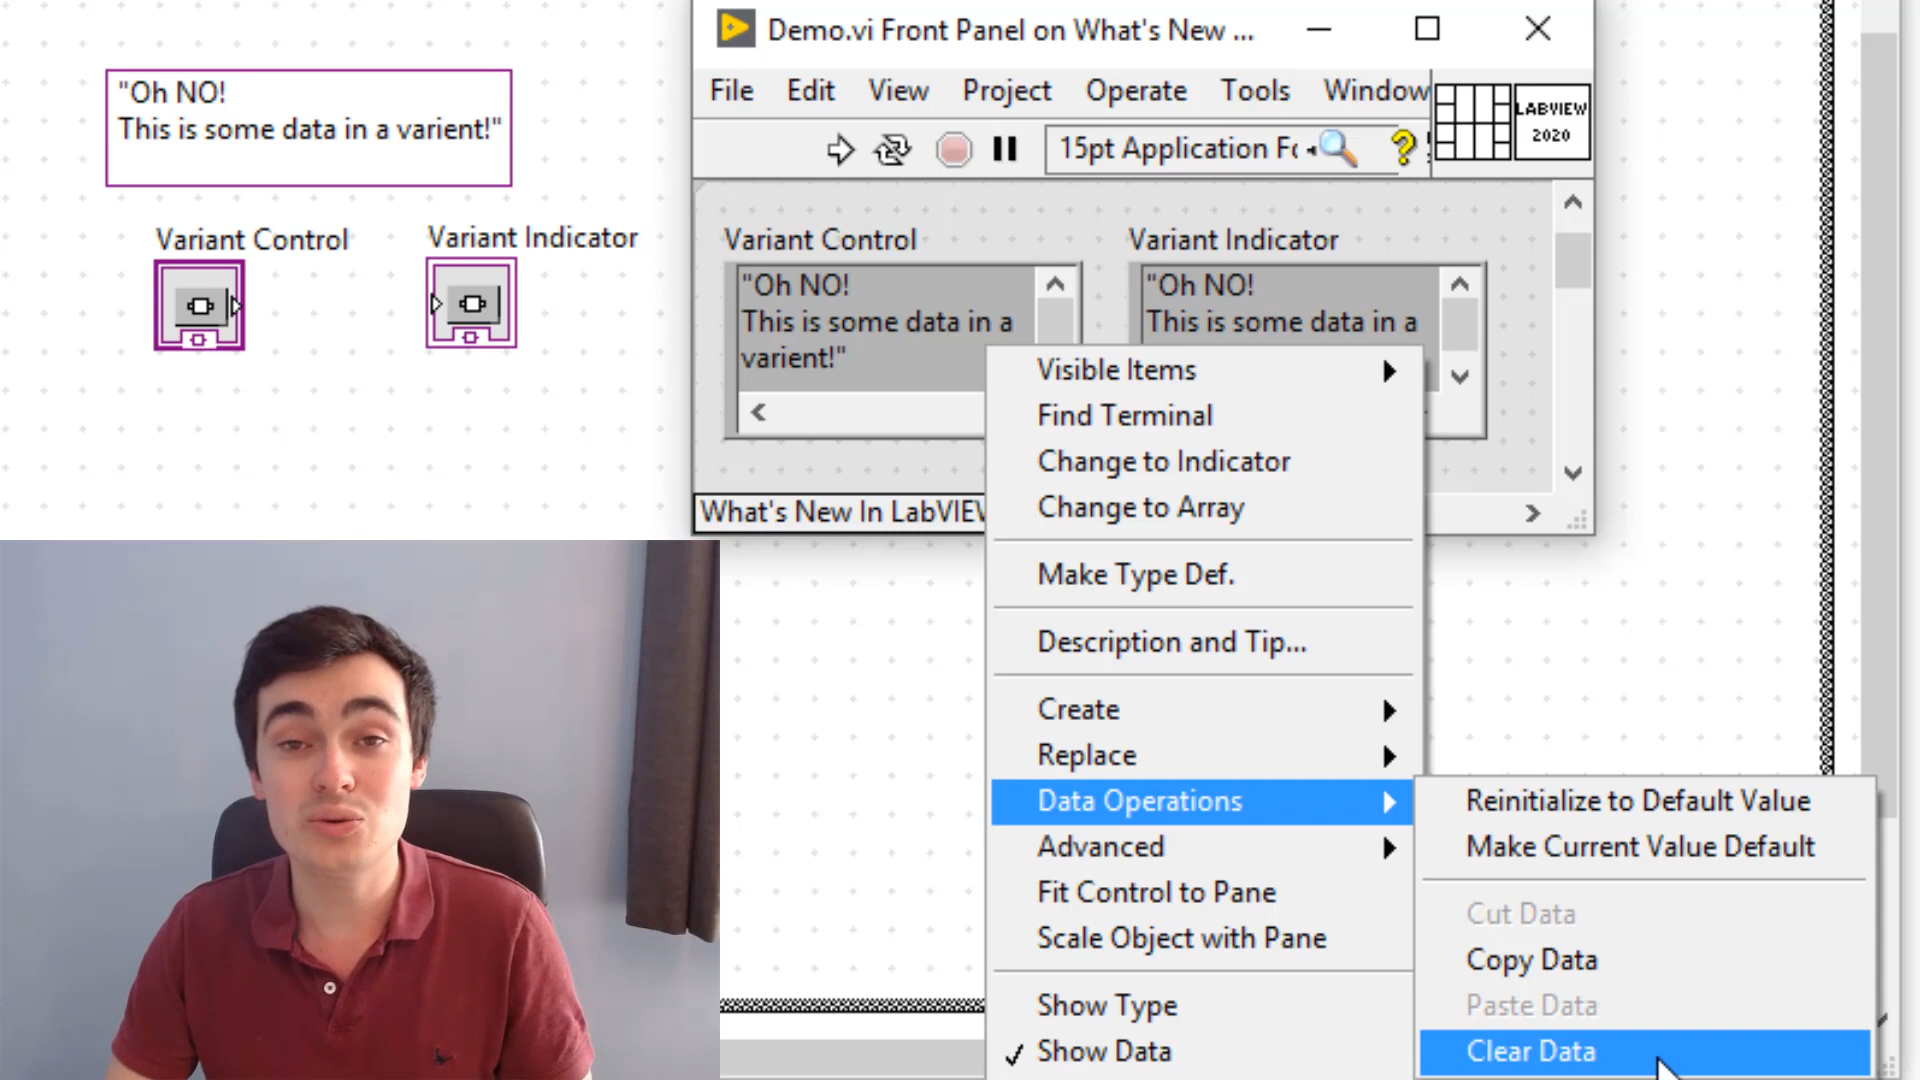 "Oh NO!
This is some data in a varient!"
Variant Control
Variant Indicator
Demo.vi Front Panel on What's New ...
File Edit View Project Operate Tools Window
LABVIEW
2020
15pt Application Fo
Variant Control
"Oh NO!
This is some data in a
varient!"
Variant Indicator
"Oh NO!
This is some data in a
What's New In LabVIEW
Visible Items
Find Terminal
Change to Indicator
Change to Array
Make Type Def.
Description and Tip...
Create
Replace
Data Operations
Advanced
Fit Control to Pane
Scale Object with Pane
Show Type
✓ Show Data
Reinitialize to Default Value
Make Current Value Default
Cut Data
Copy Data
Paste Data
Clear Data